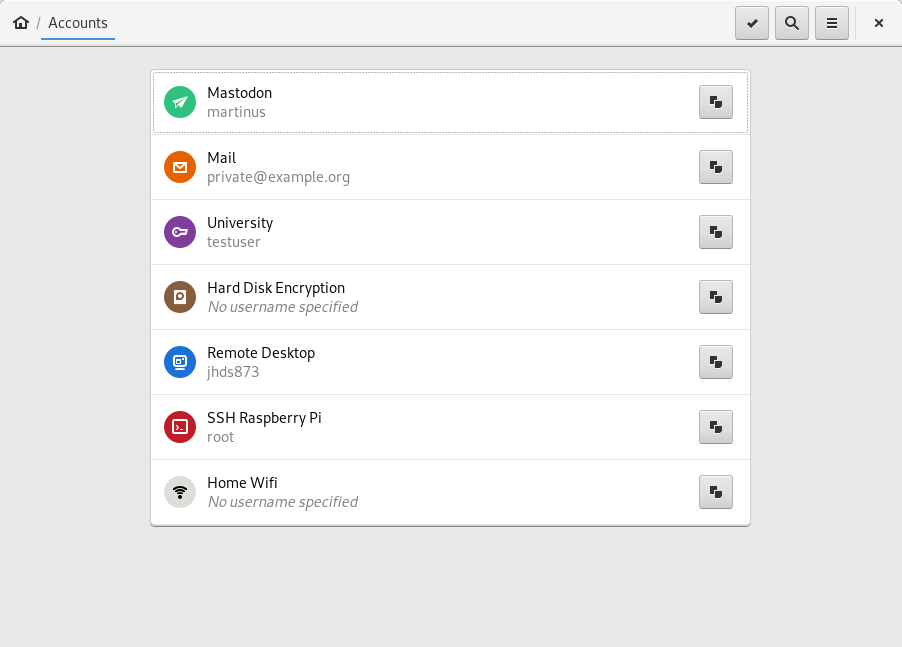 / Accounts
Mastodon
martinus
Mail
private@example.org
University
testuser
Hard Disk Encryption
No username specified
Remote Desktop
jhds873
SSH Raspberry Pi
root
Home Wifi
No username specified